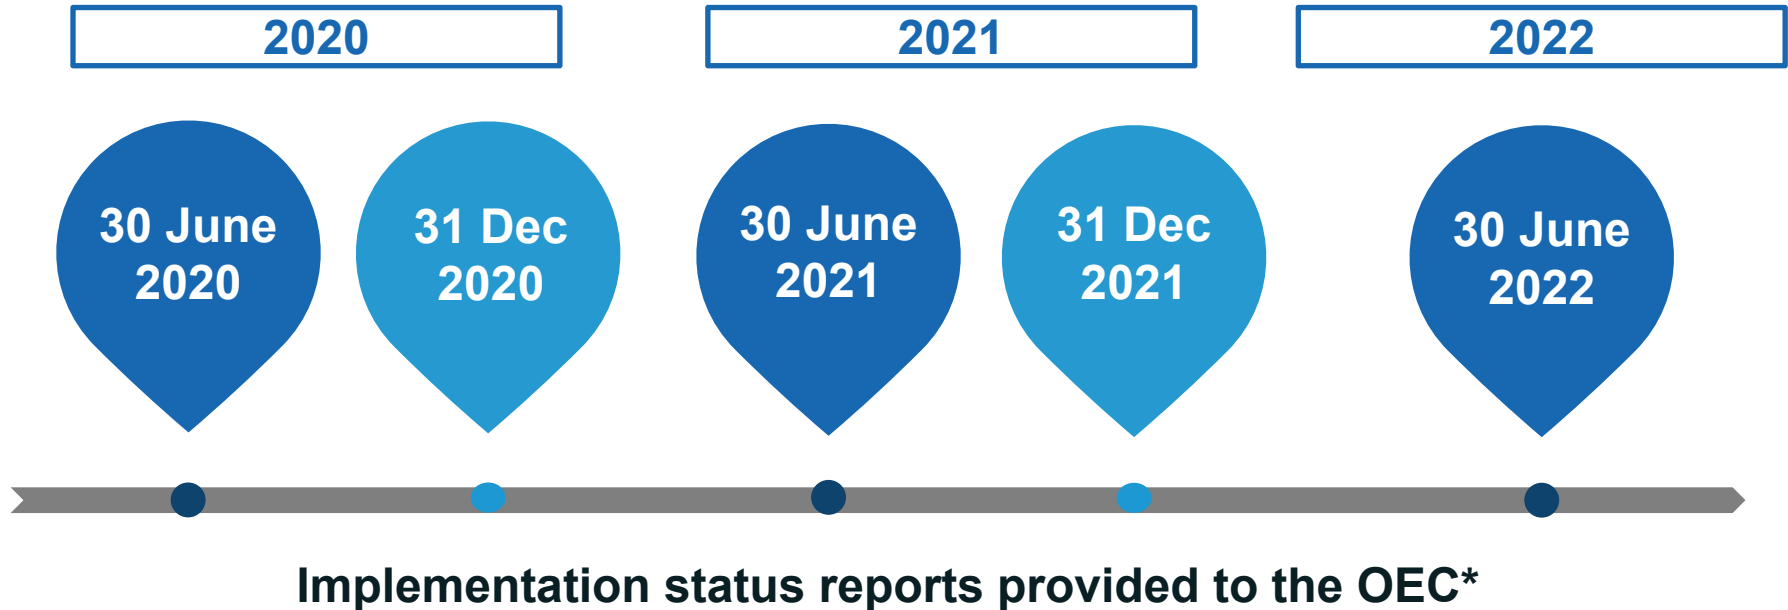 2020
2021
2022
30 June
2020
31 Dec
2020
30 June
2021
31 Dec
2021
30 June
2022
Implementation status reports provided to the OEC*